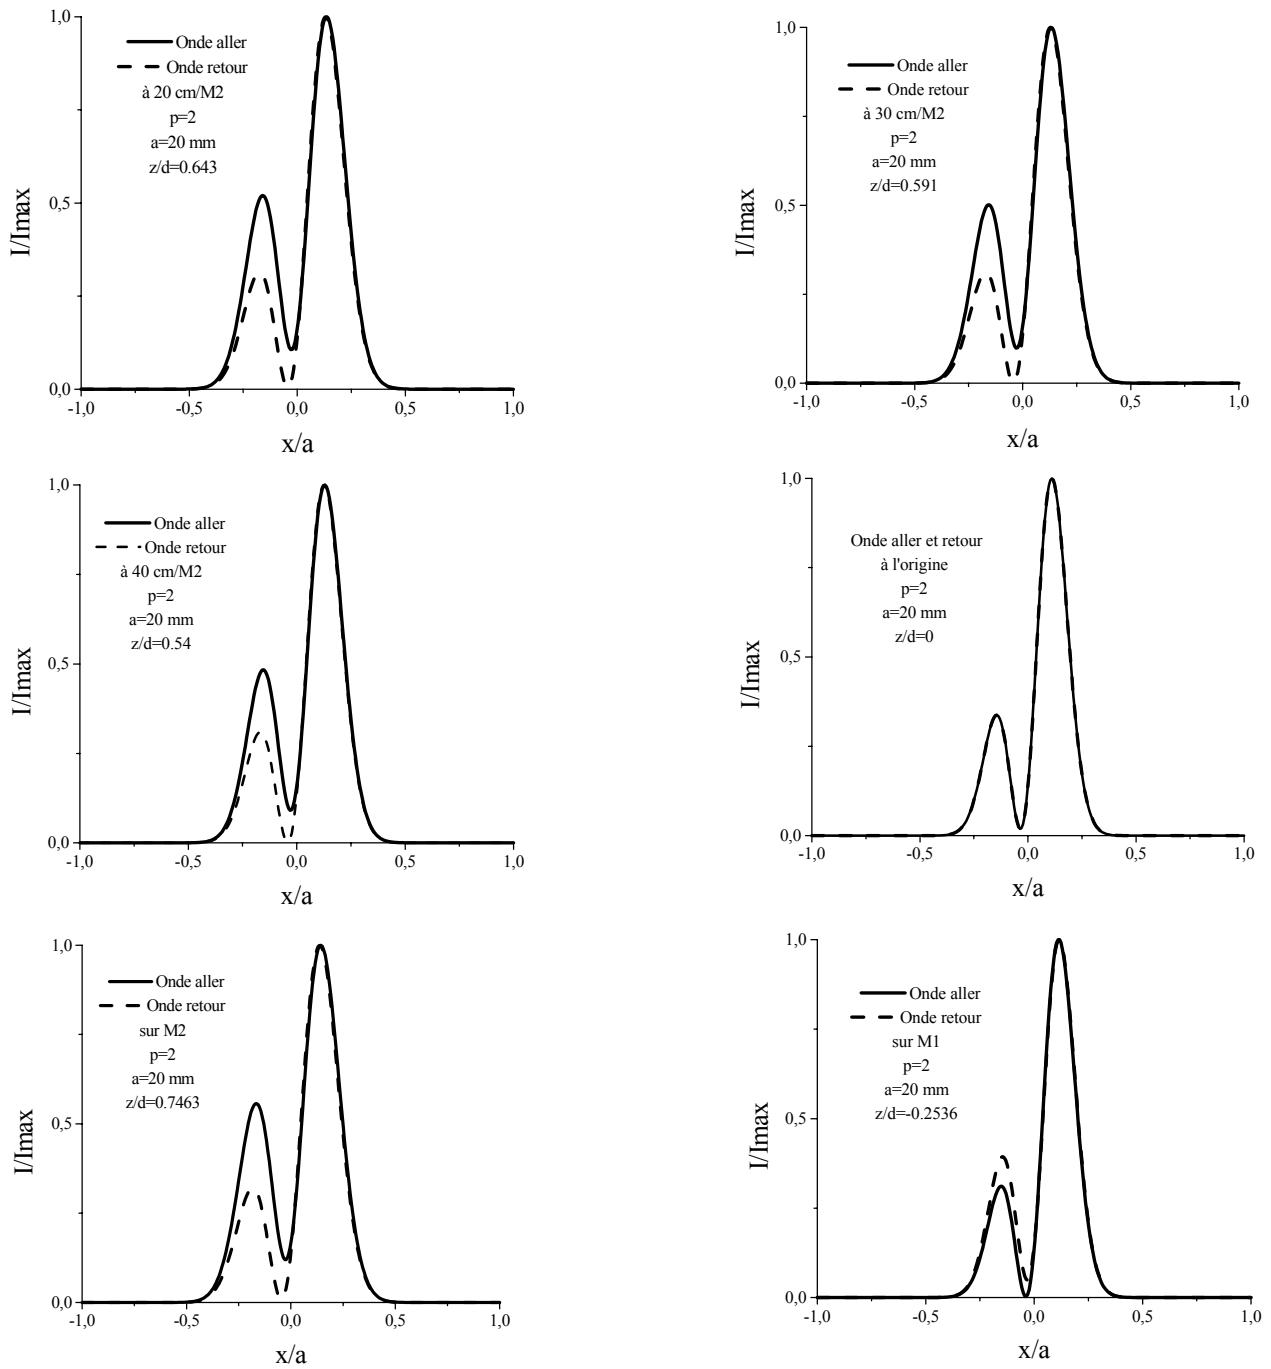 1,0
Onde aller
Onde retour
à 20 cm/M2
p=2
a=20 mm
z/d=0.643
I/Imax
0,5
0,0
-1,0
-0,5
0,0
0,5
1,0
x/a
1,0
Onde aller
Onde retour
à 30 cm/M2
p=2
a=20 mm
z/d=0.591
I/Imax
0,5
0,0
-1,0
-0,5
0,0
0,5
1,0
x/a
1,0
Onde aller
Onde retour
à 40 cm/M2
p=2
a=20 mm
z/d=0.54
I/Imax
0,5
0,0
-1,0
-0,5
0,0
0,5
1,0
x/a
1,0
Onde aller et retour
à l'origine
p=2
a=20 mm
z/d=0
I/Imax
0,5
0,0
-1,0
-0,5
0,0
0,5
1,0
x/a
1,0
Onde aller
Onde retour
sur M2
p=2
a=20 mm
z/d=0.7463
I/Imax
0,5
0,0
-1,0
-0,5
0,0
0,5
1,0
x/a
1,0
Onde aller
Onde retour
sur M1
p=2
a=20 mm
z/d=-0.2536
I/Imax
0,5
0,0
-1,0
-0,5
0,0
0,5
1,0
x/a